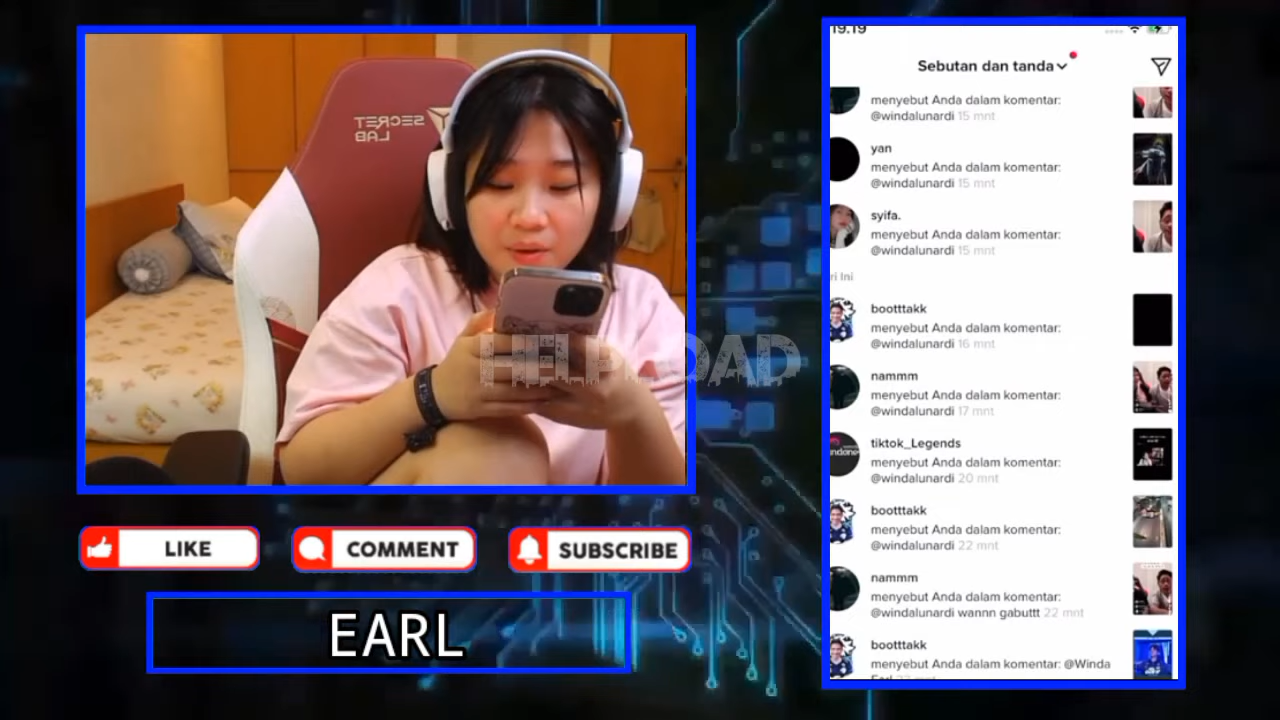 SECRET
LAB
LIKE
COMMENT
SUBSCRIBE
EARL
19.19
Sebutan dan tanda
menyebut Anda dalam komentar:
@windalunardi 15 mnt
yan
menyebut Anda dalam komentar:
@windalunardi 15 mnt
syifa.
menyebut Anda dalam komentar:
@windalunardi 15 mnt
ri Ini
bootttakk
menyebut Anda dalam komentar:
@windalunardi 16 mnt
nammm
menyebut Anda dalam komentar:
@windalunardi 17 mnt
tiktok_Legends
menyebut Anda dalam komentar:
@windalunardi 20 mnt
bootttakk
menyebut Anda dalam komentar:
@windalunardi 22 mnt
nammm
menyebut Anda dalam komentar:
@windalunardi wannn gabuttt 22 mnt
bootttakk
menyebut Anda dalam komentar: @Winda